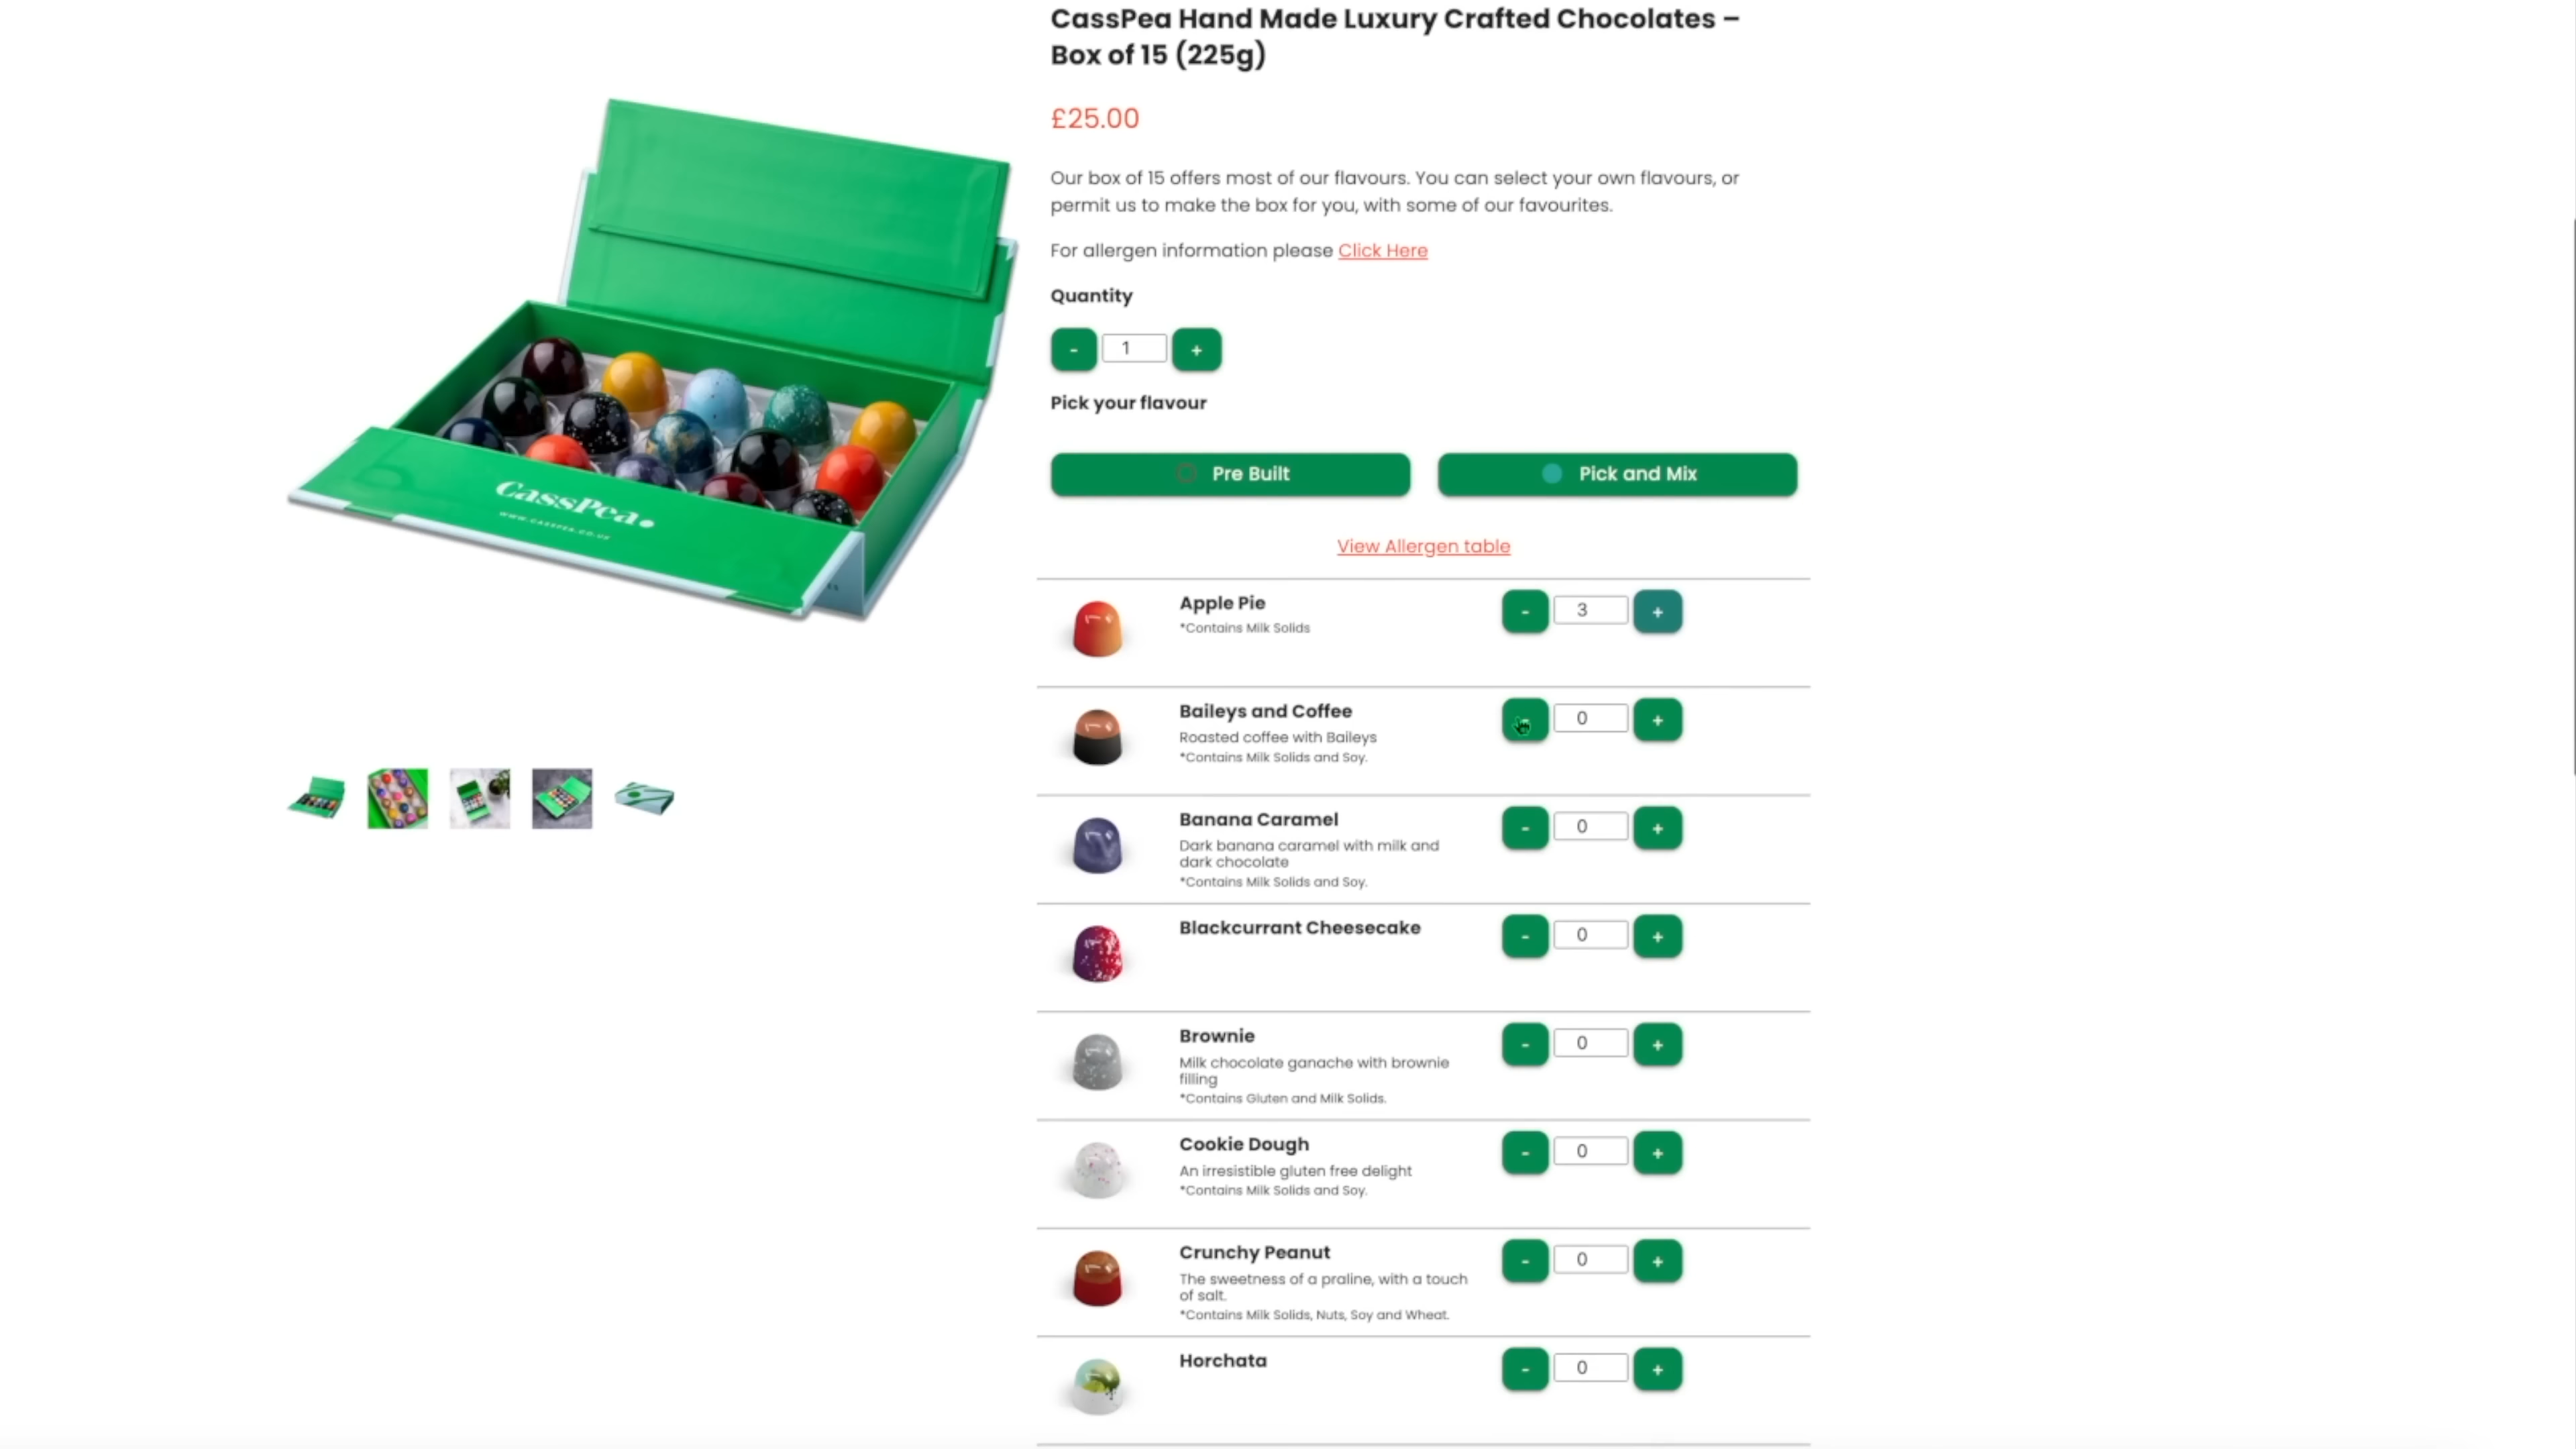 CassPea Hand Made Luxury Crafted Chocolates –
Box of 15 (225g)
£25.00
Our box of 15 offers most of our flavours. You can select your own flavours, or
permit us to make the box for you, with some of our favourites.
For allergen information please Click Here
Quantity
- 1 +
Pick your flavour
Pre Built Pick and Mix
View Allergen table
CassPea.
WWW.CASSPEA.CO.UK
Apple Pie
*Contains Milk Solids
- 3 +
Baileys and Coffee
Roasted coffee with Baileys
*Contains Milk Solids and Soy.
0 +
Banana Caramel
Dark banana caramel with milk and
dark chocolate
*Contains Milk Solids and Soy.
- 0 +
Blackcurrant Cheesecake
- 0 +
Brownie
Milk chocolate ganache with brownie
filling
*Contains Gluten and Milk Solids.
- 0 +
Cookie Dough
An irresistible gluten free delight
*Contains Milk Solids and Soy.
- 0 +
Crunchy Peanut
The sweetness of a praline, with a touch
of salt.
*Contains Milk Solids, Nuts, Soy and Wheat.
- 0 +
Horchata
- 0 +